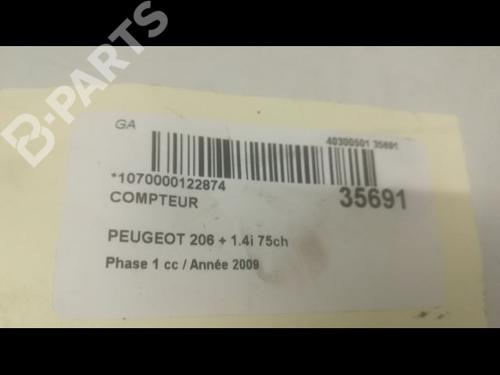 B-PARTS
GA
40300501 35691
*1070000122874
35691
COMPTEUR
PEUGEOT 206 + 1.4i 75ch
Phase 1 cc / Année 2009